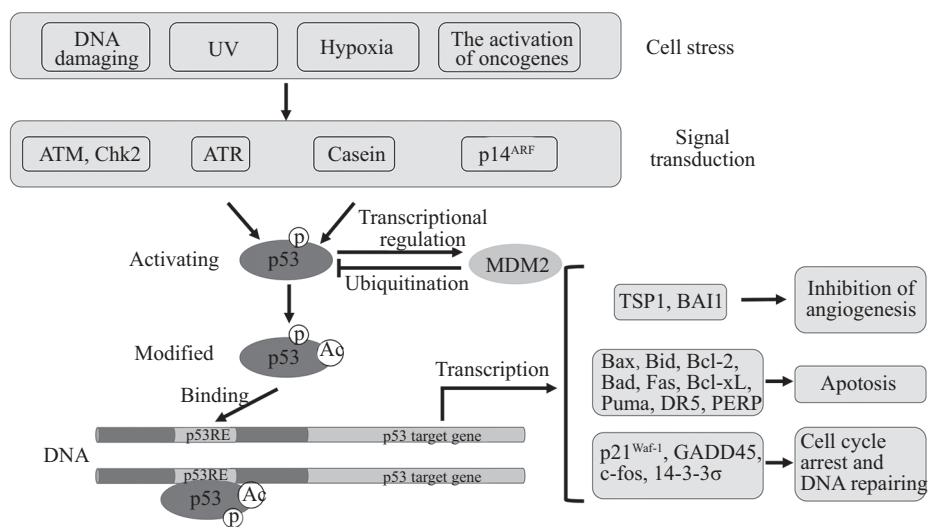 DNA
damaging
UV
Hypoxia
The activation
of oncogenes
Cell stress
ATM, Chk2
ATR
Casein
p14ARF
Signal
transduction
p
p53
Activating
Transcriptional
regulation
Ubiquitination
MDM2
p
p53
Ac
Modified
Binding
Transcription
TSP1, BAI1
Inhibition of
angiogenesis
Bax, Bid, Bcl-2,
Bad, Fas, Bcl-xL,
Puma, DR5, PERP
Apotosis
p21Waf-1, GADD45,
c-fos, 14-3-3σ
Cell cycle
arrest and
DNA repairing
DNA
p53RE
p53 target gene
p53RE
p53 target gene
p53
Ac
p